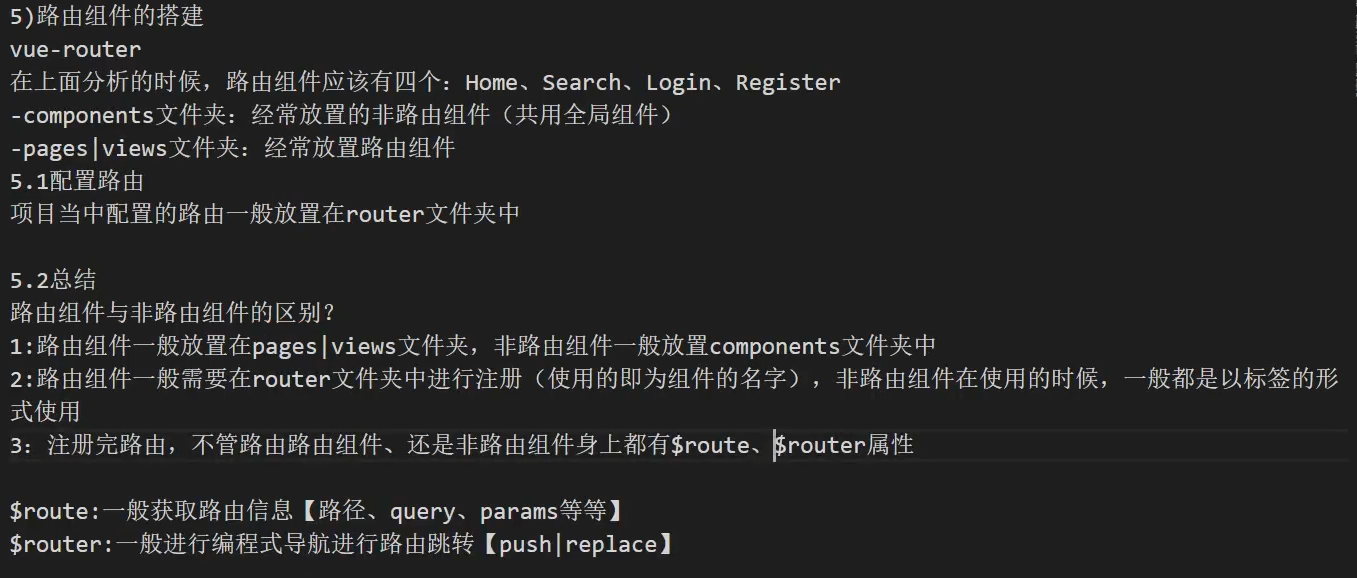 5)路由组件的搭建
vue-router
在上面分析的时候，路由组件应该有四个：Home、Search、Login、Register
-components文件夹：经常放置的非路由组件（共用全局组件）
-pages|views文件夹：经常放置路由组件
5.1配置路由
项目当中配置的路由一般放置在router文件夹中
5.2总结
路由组件与非路由组件的区别？
1:路由组件一般放置在pages|views文件夹，非路由组件一般放置components文件夹中
2:路由组件一般需要在router文件夹中进行注册（使用的即为组件的名字），非路由组件在使用的时候，一般都是以标签的形
式使用
3：注册完路由，不管路由路由组件、还是非路由组件身上都有$route、$router属性
$route:一般获取路由信息【路径、query、params等等】
$router:一般进行编程式导航进行路由跳转【push|replace】